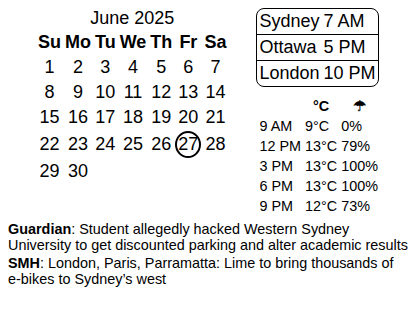 June 2025
Su Mo Tu We Th Fr Sa
1 2 3 4 5 6 7
8 9 10 11 12 13 14
15 16 17 18 19 20 21
22 23 24 25 26 27 28
29 30
Sydney 7 AM
Ottawa 5 PM
London 10 PM
°C ☂
9 AM 9°C 0%
12 PM 13°C 79%
3 PM 13°C 100%
6 PM 13°C 100%
9 PM 12°C 73%
Guardian: Student allegedly hacked Western Sydney
University to get discounted parking and alter academic results
SMH: London, Paris, Parramatta: Lime to bring thousands of
e-bikes to Sydney’s west